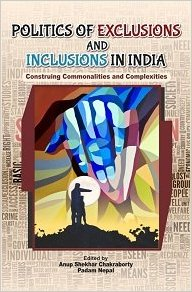 POLITICS OF EXCLUSIONS
AND
INCLUSIONS IN INDIA
Construing Commonalities and Complexities
Edited by
Anup Shekhar Chakraborty
Padam Nepal